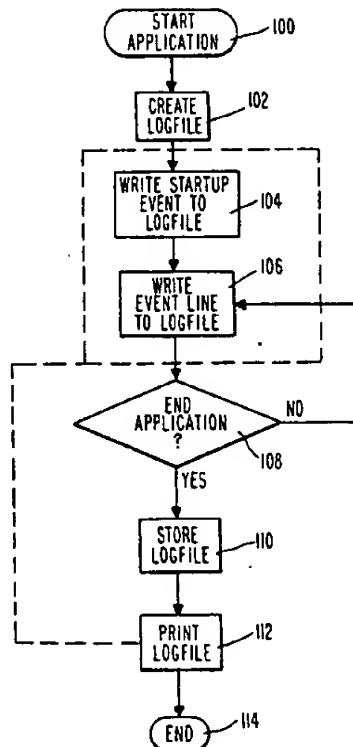 START
APPLICATION
100
CREATE
LOGFILE
102
WRITE STARTUP
EVENT TO
LOGFILE
104
WRITE
EVENT LINE
TO LOGFILE
106
END
APPLICATION
?
NO
108
YES
STORE
LOGFILE
110
PRINT
LOGFILE
112
END
114